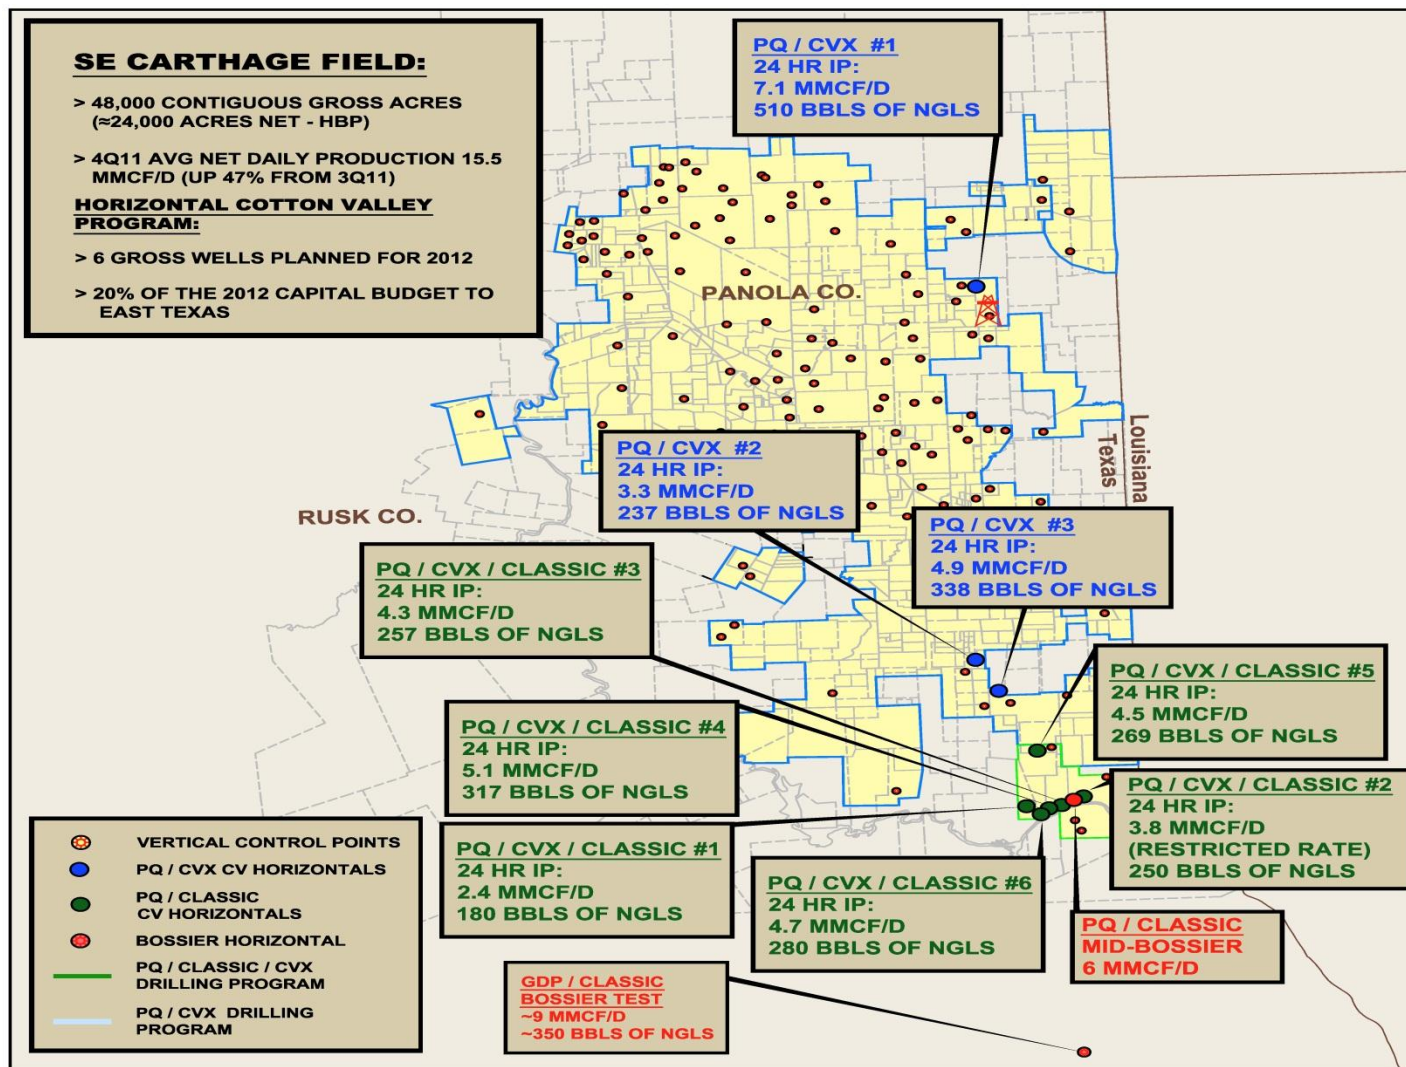 SE CARTHAGE FIELD:
> 48,000 CONTIGUOUS GROSS ACRES
(≈24,000 ACRES NET - HBP)
> 4Q11 AVG NET DAILY PRODUCTION 15.5
MMCF/D (UP 47% FROM 3Q11)
HORIZONTAL COTTON VALLEY
PROGRAM:
> 6 GROSS WELLS PLANNED FOR 2012
> 20% OF THE 2012 CAPITAL BUDGET TO
EAST TEXAS
PQ / CVX #1
24 HR IP:
7.1 MMCF/D
510 BBLS OF NGLS
PANOLA CO.
Louisiana
Texas
RUSK CO.
PQ / CVX #2
24 HR IP:
3.3 MMCF/D
237 BBLS OF NGLS
PQ / CVX #3
24 HR IP:
4.9 MMCF/D
338 BBLS OF NGLS
PQ / CVX / CLASSIC #3
24 HR IP:
4.3 MMCF/D
257 BBLS OF NGLS
PQ / CVX / CLASSIC #5
24 HR IP:
4.5 MMCF/D
269 BBLS OF NGLS
PQ / CVX / CLASSIC #4
24 HR IP:
5.1 MMCF/D
317 BBLS OF NGLS
PQ / CVX / CLASSIC #2
24 HR IP:
3.8 MMCF/D
(RESTRICTED RATE)
250 BBLS OF NGLS
PQ / CVX / CLASSIC #1
24 HR IP:
2.4 MMCF/D
180 BBLS OF NGLS
PQ / CVX / CLASSIC #6
24 HR IP:
4.7 MMCF/D
280 BBLS OF NGLS
PQ / CLASSIC
MID-BOSSIER
6 MMCF/D
GDP / CLASSIC
BOSSIER TEST
~9 MMCF/D
~350 BBLS OF NGLS
VERTICAL CONTROL POINTS
PQ / CVX CV HORIZONTALS
PQ / CLASSIC
CV HORIZONTALS
BOSSIER HORIZONTAL
PQ / CLASSIC / CVX
DRILLING PROGRAM
PQ / CVX DRILLING
PROGRAM